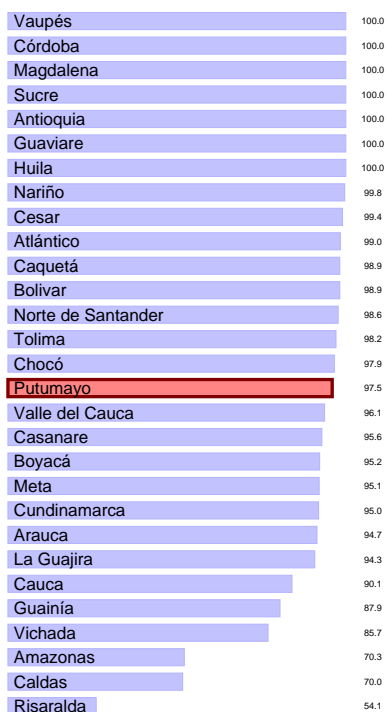 Vaupés 100.0
Córdoba 100.0
Magdalena 100.0
Sucre 100.0
Antioquia 100.0
Guaviare 100.0
Huila 100.0
Nariño 99.8
Cesar 99.4
Atlántico 99.0
Caquetá 98.9
Bolivar 98.9
Norte de Santander 98.6
Tolima 98.2
Chocó 97.9
Putumayo 97.5
Valle del Cauca 96.1
Casanare 95.6
Boyacá 95.2
Meta 95.1
Cundinamarca 95.0
Arauca 94.7
La Guajira 94.3
Cauca 90.1
Guainía 87.9
Vichada 85.7
Amazonas 70.3
Caldas 70.0
Risaralda 54.1